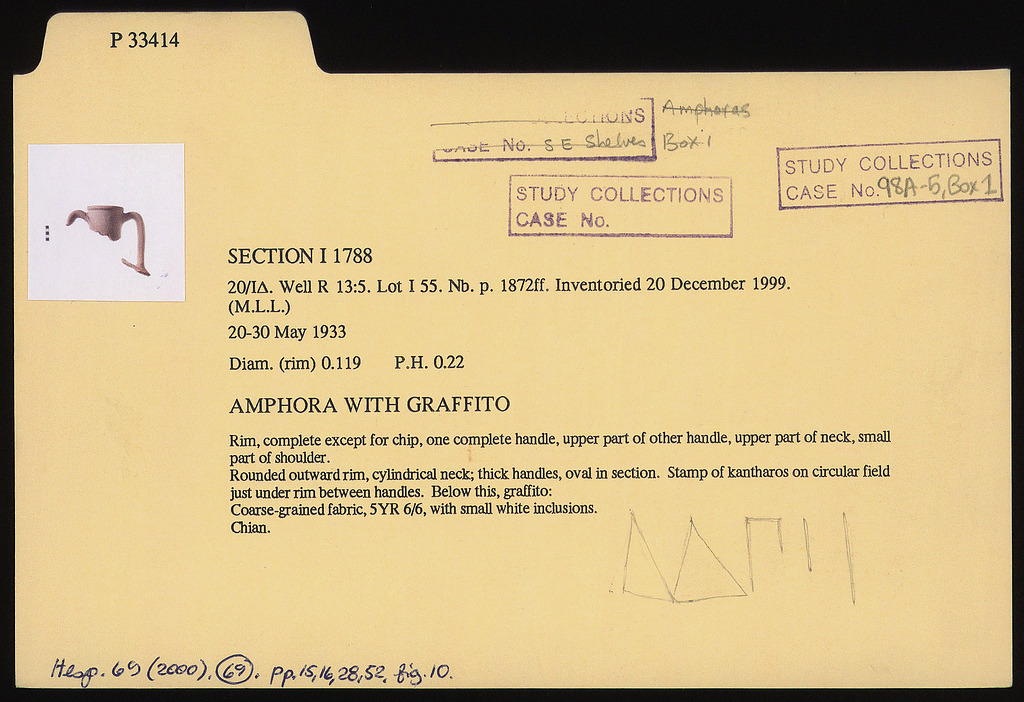 P 33414
LECTIONS Amphoras
CASE No. S E Shelves Box 1
STUDY COLLECTIONS
CASE No. 98A-5, Box 1
STUDY COLLECTIONS
CASE No.
SECTION I 1788
20/ΙΔ. Well R 13:5. Lot I 55. Nb. p. 1872ff. Inventoried 20 December 1999.
(M.L.L.)
20-30 May 1933
Diam. (rim) 0.119 P.H. 0.22
AMPHORA WITH GRAFFITO
Rim, complete except for chip, one complete handle, upper part of other handle, upper part of neck, small
part of shoulder.
Rounded outward rim, cylindrical neck; thick handles, oval in section. Stamp of kantharos on circular field
just under rim between handles. Below this, graffito:
Coarse-grained fabric, 5YR 6/6, with small white inclusions.
Chian.
ΔΔΓΙΙ
Hesp. 69 (2000), 69. pp. 15, 16, 28, 52, fig. 10.